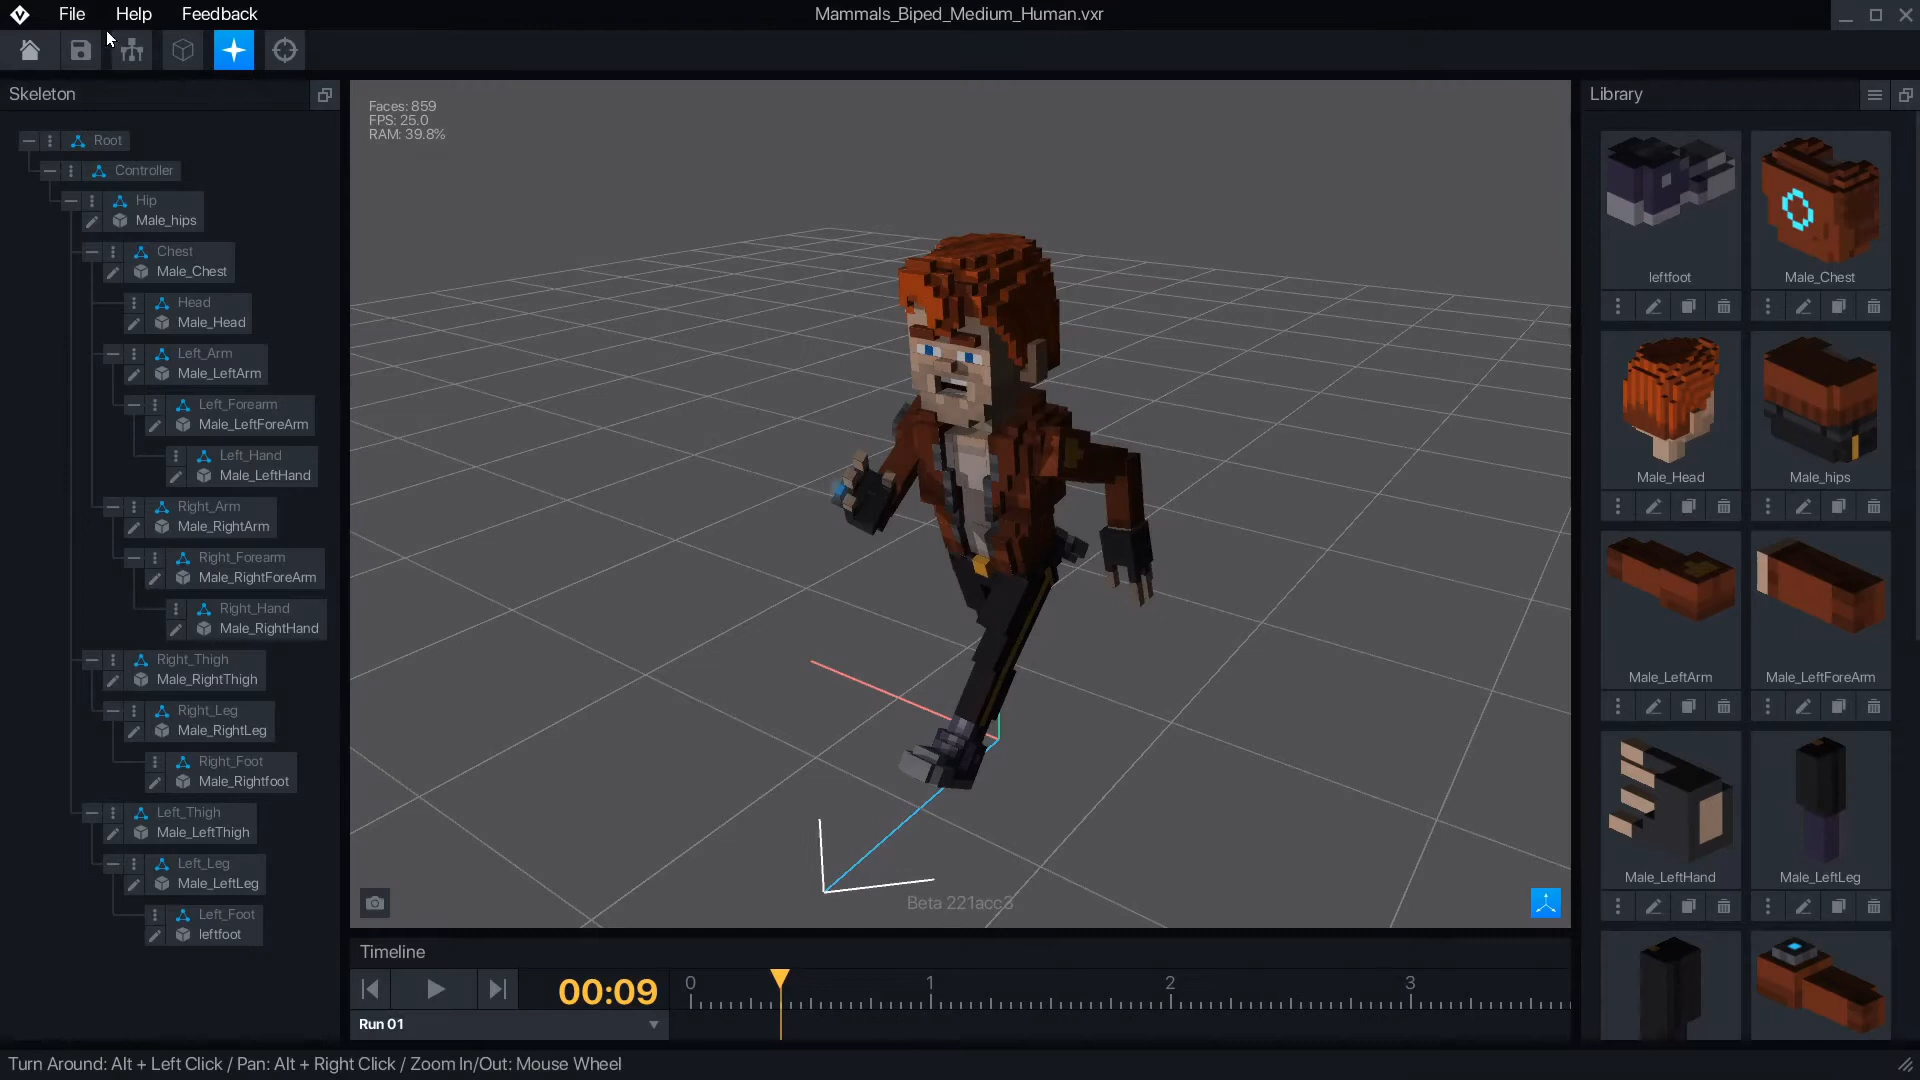 File Help Feedback Mammals_Biped_Medium_Human.vxr
Skeleton
Root
Controller
Hip
Male_hips
Chest
Male_Chest
Head
Male_Head
Left_Arm
Male_LeftArm
Left_Forearm
Male_LeftForeArm
Left_Hand
Male_LeftHand
Right_Arm
Male_RightArm
Right_Forearm
Male_RightForeArm
Right_Hand
Male_RightHand
Right_Thigh
Male_RightThigh
Right_Leg
Male_RightLeg
Right_Foot
Male_Rightfoot
Left_Thigh
Male_LeftThigh
Left_Leg
Male_LeftLeg
Left_Foot
leftfoot
Faces: 859
FPS: 25.0
RAM: 39.8%
Beta 221acc3
Timeline
00:09 0 1 2 3
Run 01
Library
leftfoot Male_Chest
Male_Head Male_hips
Male_LeftArm Male_LeftForeArm
Male_LeftHand Male_LeftLeg
Turn Around: Alt + Left Click / Pan: Alt + Right Click / Zoom In/Out: Mouse Wheel